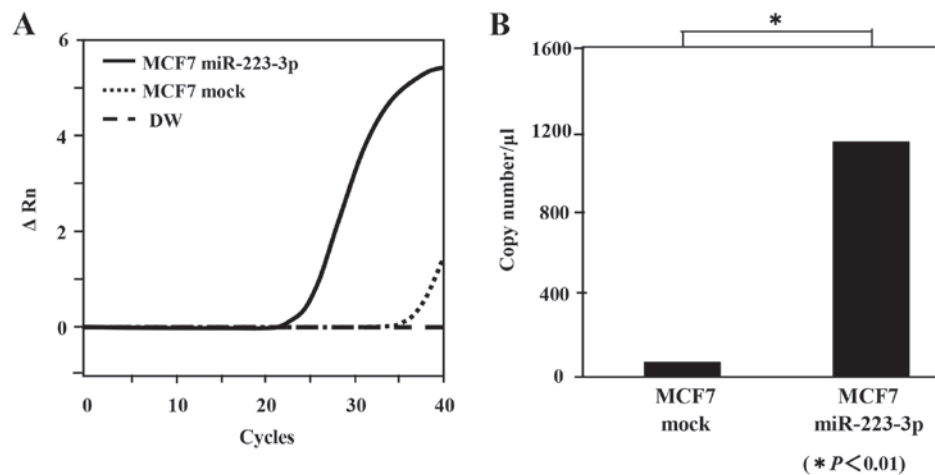 A
6
4
2
0
Δ Rn
MCF7 miR-223-3p
MCF7 mock
DW
0 10 20 30 40
Cycles
B
*
1600
1200
800
400
0
Copy number/μl
MCF7
mock
MCF7
miR-223-3p
(* P<0.01)